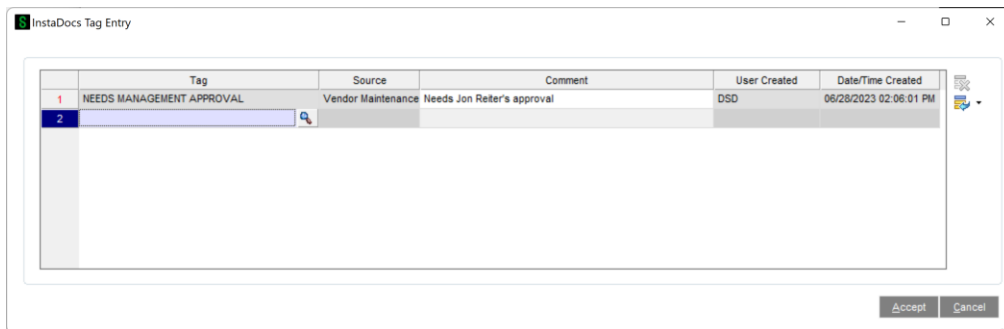 InstaDocs Tag Entry
Tag Source Comment User Created Date/Time Created
1 NEEDS MANAGEMENT APPROVAL Vendor Maintenance Needs Jon Reiter's approval DSD 06/28/2023 02:06:01 PM
2
Accept Cancel